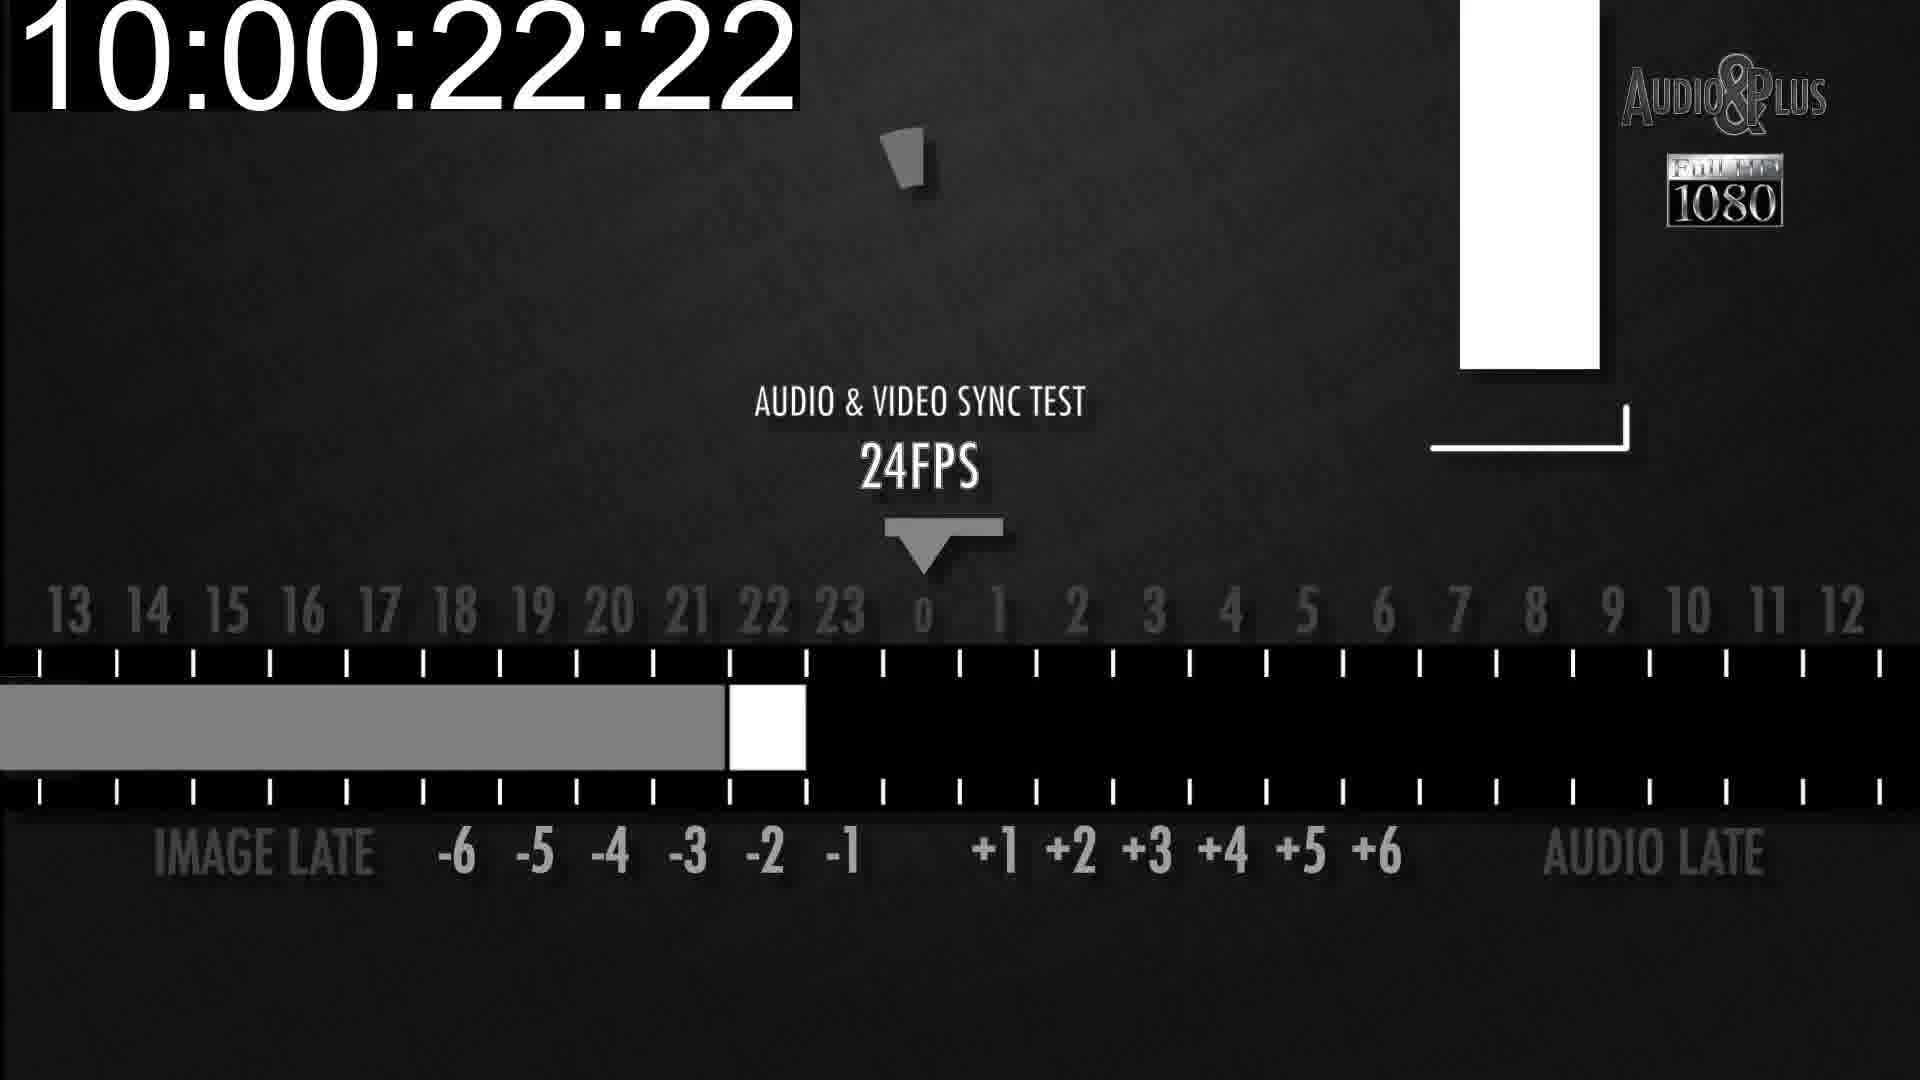 10:00:22:22
AUDIO & PLUS
Full HD
1080
AUDIO & VIDEO SYNC TEST
24FPS
13 14 15 16 17 18 19 20 21 22 23 0 1 2 3 4 5 6 7 8 9 10 11 12
IMAGE LATE -6 -5 -4 -3 -2 -1 +1 +2 +3 +4 +5 +6 AUDIO LATE